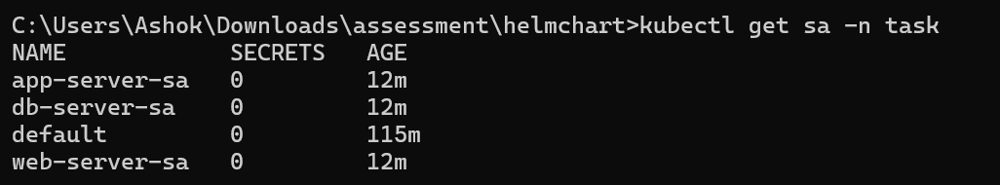 C:\Users\Ashok\Downloads\assessment\helmchart>kubectl get sa -n task
NAME            SECRETS   AGE
app-server-sa   0         12m
db-server-sa    0         12m
default         0         115m
web-server-sa   0         12m